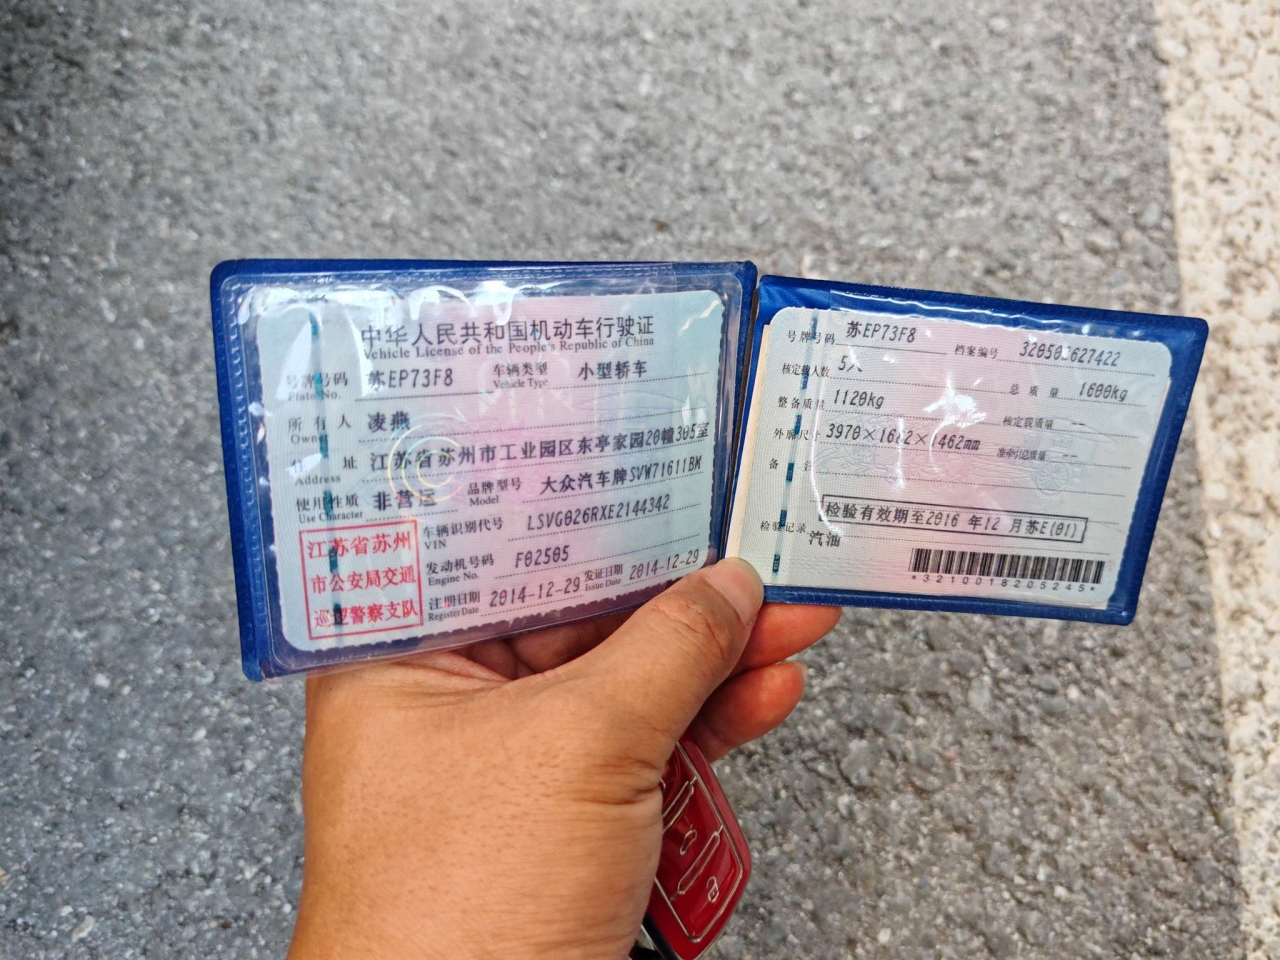 中华人民共和国机动车行驶证
Vehicle License of the People's Republic of China
号牌号码 苏EP73F8 车辆类型 小型轿车
Plate No. Vehicle Type
所有人 凌燕
Owner
住址 江苏省苏州市工业园区东亭家园20幢305室
Address
使用性质 非营运 品牌型号 大众汽车牌SVW71611BM
Use Character Model
车辆识别代号 LSVG026RXE2144342
VIN
发动机号码 F02505
Engine No.
注册日期 2014-12-29 发证日期 2014-12-29
Register Date Issue Date
江苏省苏州
市公安局交通
巡逻警察支队
号牌号码 苏EP73F8 档案编号 320503627422
核定载人数 5人 总质量 1600kg
整备质量 1120kg 核定载质量 --
外廓尺寸 3970×1682×1462mm 准牵引总质量 --
备注
检验有效期至2016年12月苏E(01)
检验记录 汽油
*3210018205245*